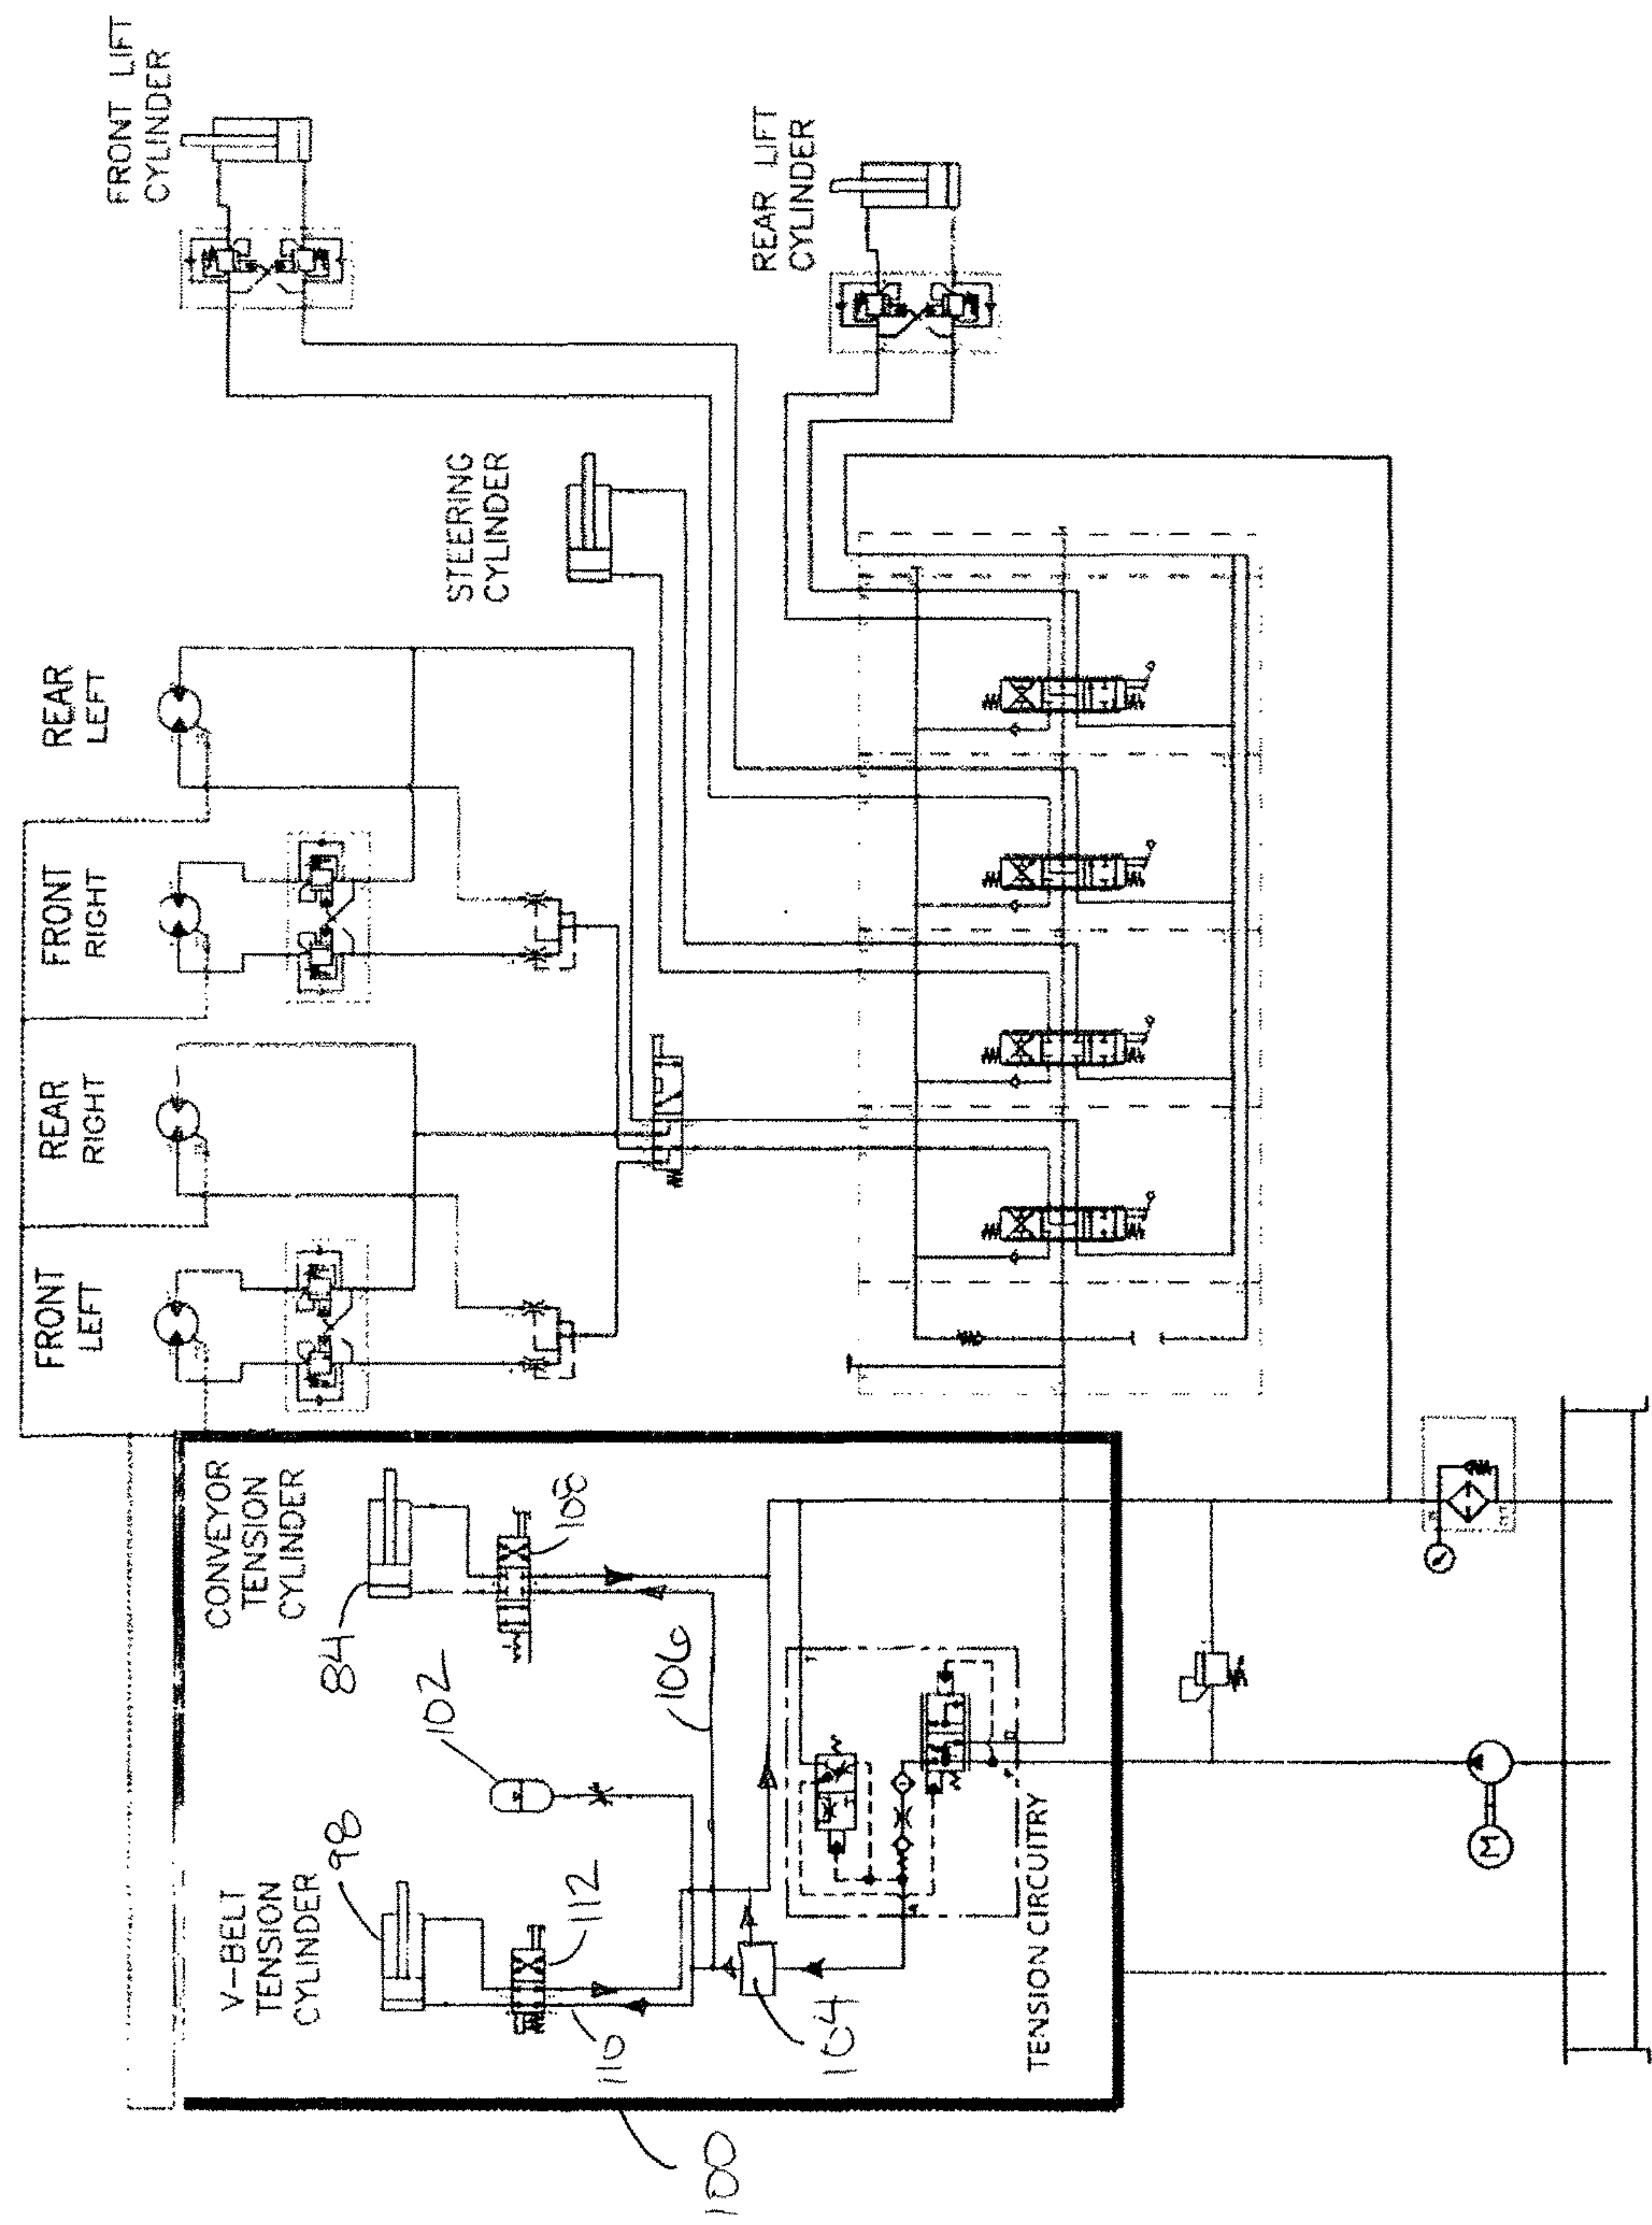 FRONT LIFT
CYLINDER
REAR LIFT
CYLINDER
STEERING
CYLINDER
REAR
LEFT
FRONT
RIGHT
REAR
RIGHT
FRONT
LEFT
CONVEYOR
TENSION
CYLINDER
84
108
102
106
V-BELT
TENSION
CYLINDER
98
112
110
104
TENSION CIRCUITRY
T
M
100